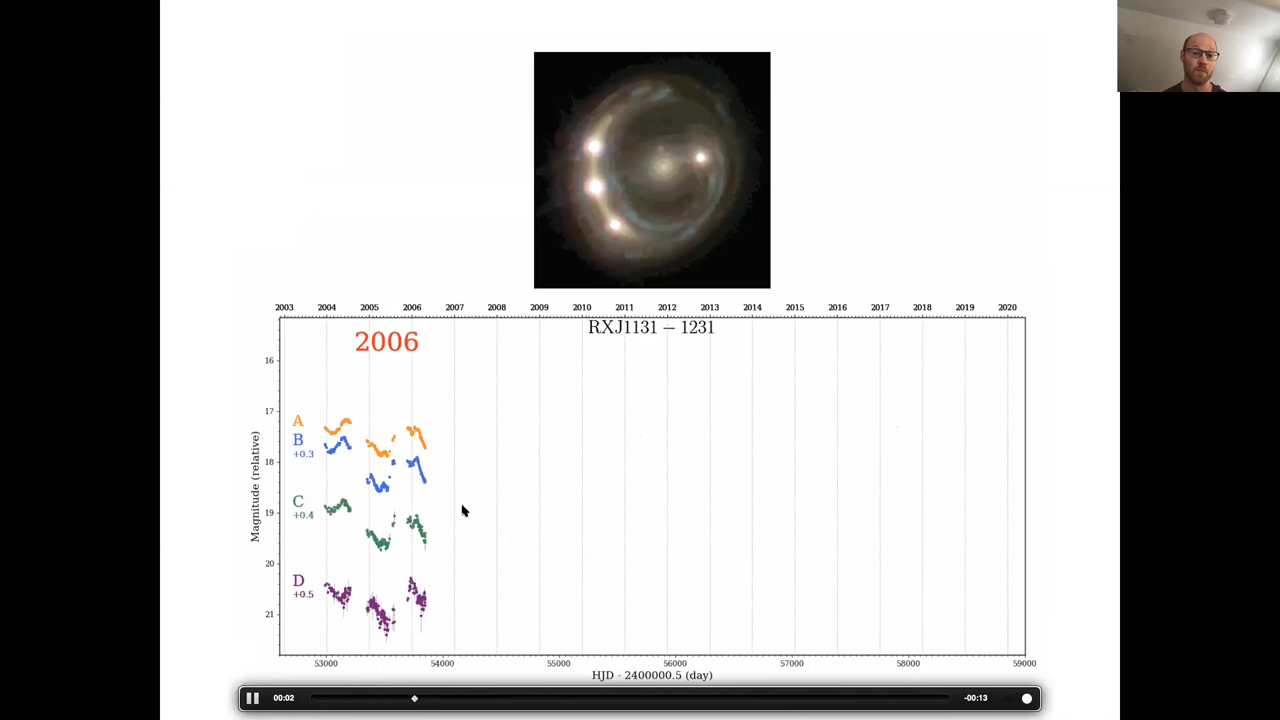 2003 2004 2005 2006 2007 2008 2009 2010 2011 2012 2013 2014 2015 2016 2017 2018 2019 2020
RXJ1131 − 1231
2006
16
17
18
19
20
21
Magnitude (relative)
A
B
+0.3
C
+0.4
D
+0.5
53000 54000 55000 56000 57000 58000 59000
HJD - 2400000.5 (day)
00:02
-00:13